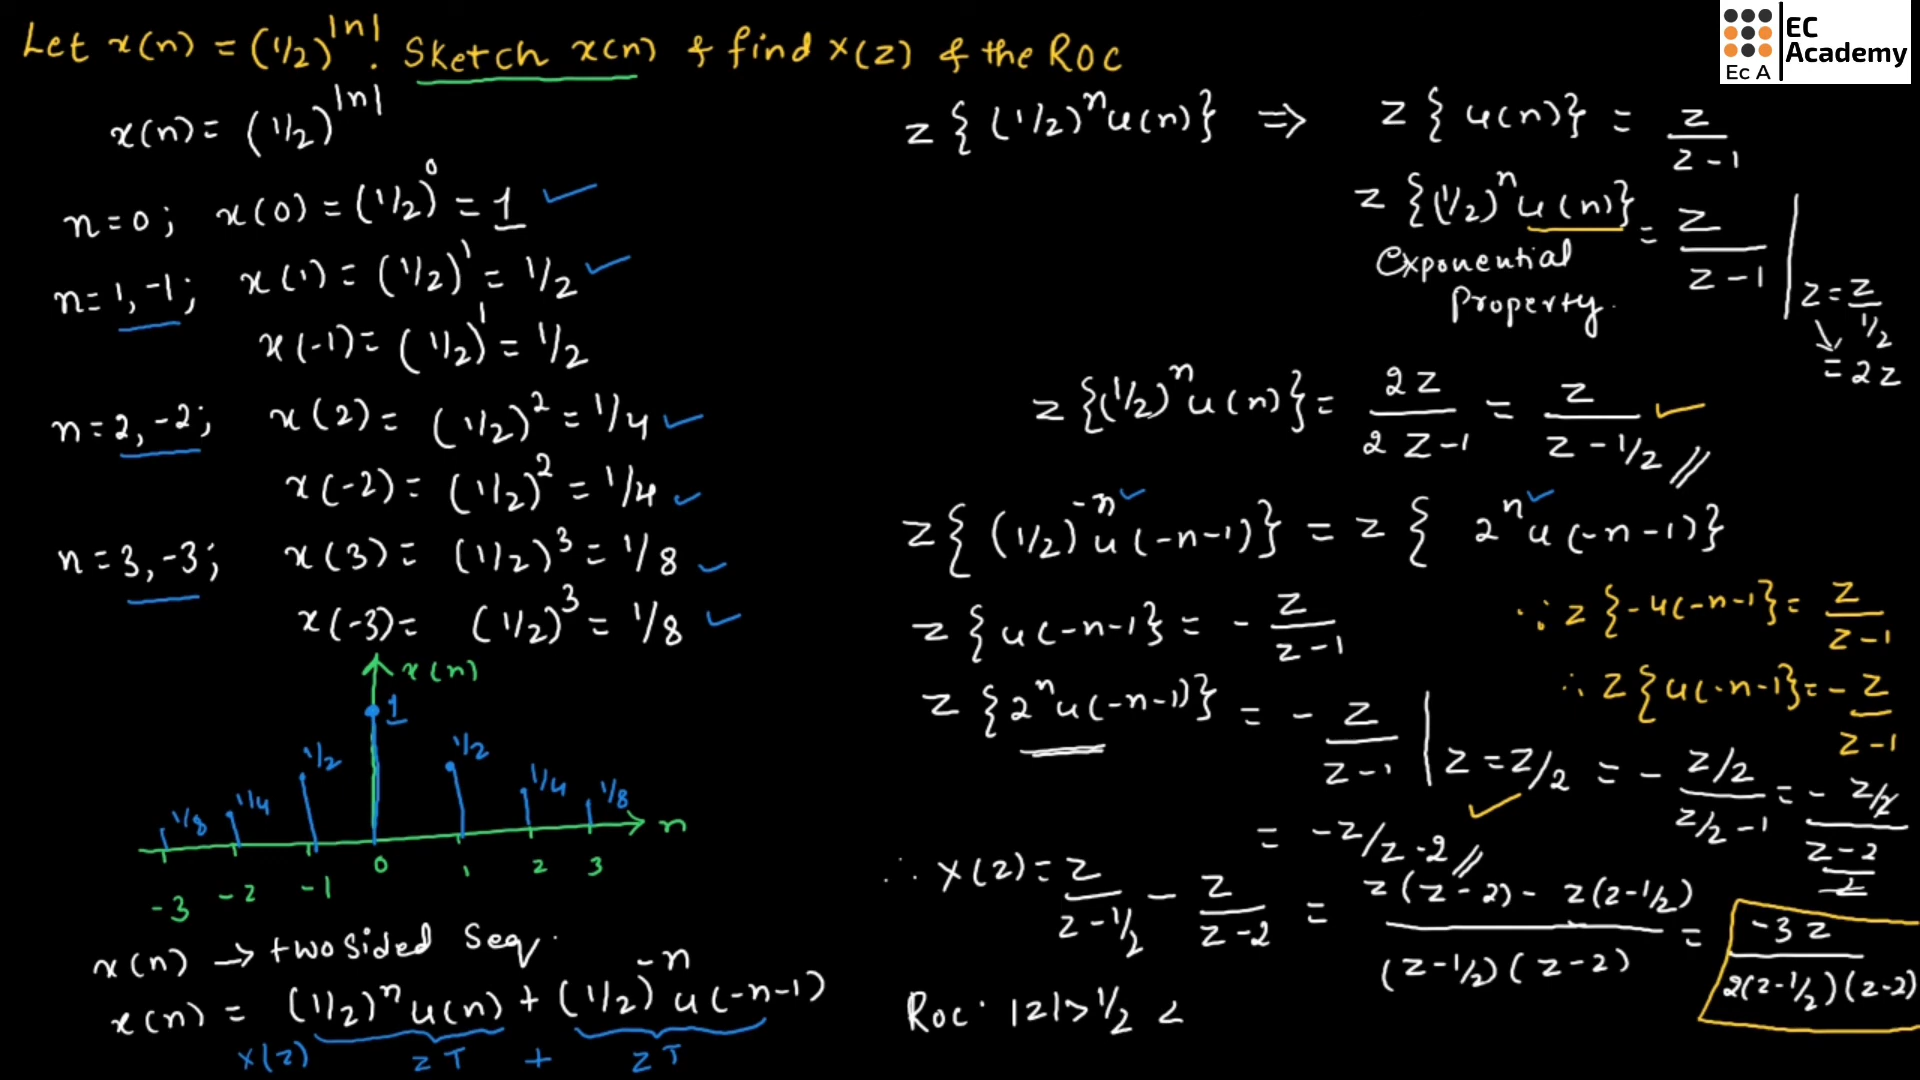 Let x(n) = (1/2)^|n|. Sketch x(n) & find X(z) & the ROC
EC Academy
Ec A
x(n) = (1/2)^|n|
n=0; x(0) = (1/2)^0 = 1 ✓
n=1,-1; x(1) = (1/2)^1 = 1/2 ✓
x(-1) = (1/2)^1 = 1/2
n=2,-2; x(2) = (1/2)^2 = 1/4 ✓
x(-2) = (1/2)^2 = 1/4 ✓
n=3,-3; x(3) = (1/2)^3 = 1/8 ✓
x(-3) = (1/2)^3 = 1/8 ✓
x(n)
1
1/8 1/4 1/2 1/2 1/4 1/8
n
-3 -2 -1 0 1 2 3
x(n) → two sided seq.
x(n) = (1/2)^n u(n) + (1/2)^-n u(-n-1)
X(z) ZT + ZT
z{(1/2)^n u(n)} ⇒ z{u(n)} = z/z-1
z{(1/2)^n u(n)} = z/z-1 | z = z/1/2
Exponential
Property.
= 2z
z{(1/2)^n u(n)} = 2z/2z-1 = z/z-1/2 ✓ //
z{(1/2)^-n u(-n-1)} = z{2^n u(-n-1)}
z{u(-n-1} = - z/z-1
∵ z{-u(-n-1} = z/z-1
∴ z{u(-n-1} = - z/z-1
z{2^n u(-n-1)} = - z/z-1 | z = z/2 = - z/2/z/2 -1 = - z/2/z-2/2
= -z/z-2 // ✓
∴ X(z) = z/z-1/2 - z/z-2 = z(z-2) - z(z-1/2)/(z-1/2)(z-2) = -3z/2(z-1/2)(z-2)
Roc: |z|>1/2 <